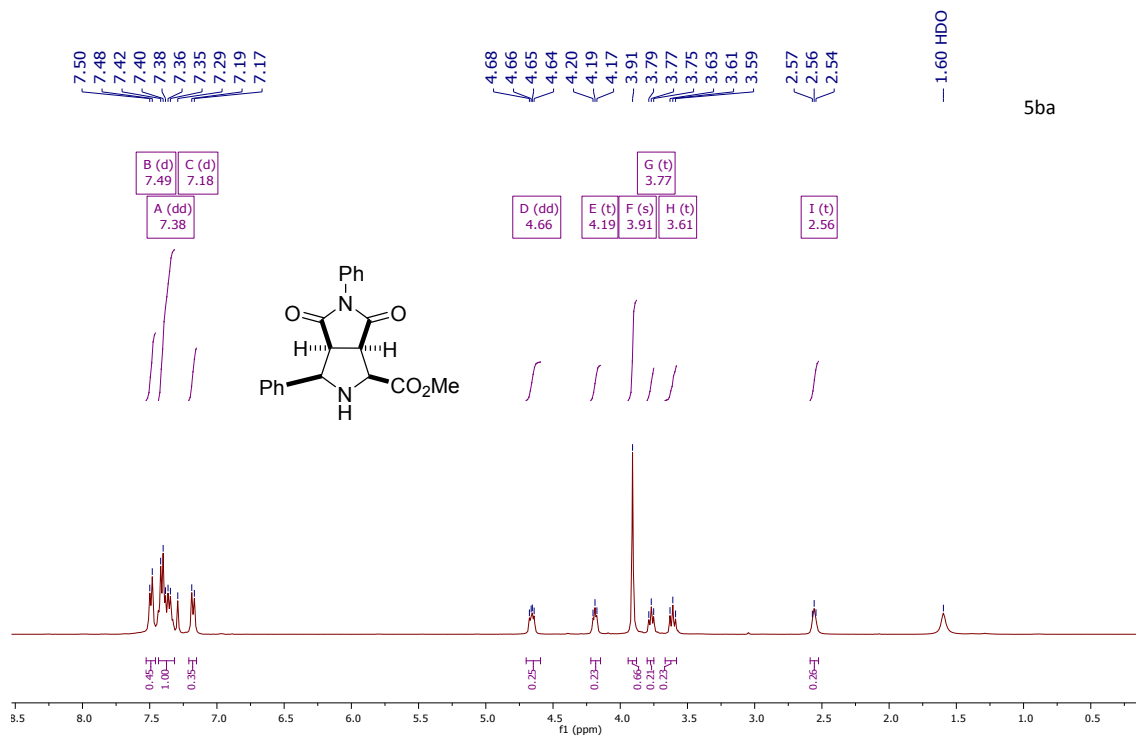 7.50 7.48 7.42 7.40 7.38 7.36 7.35 7.29 7.19 7.17 4.68 4.66 4.65 4.64 4.20 4.19 4.17 3.91 3.79 3.77 3.75 3.63 3.61 3.59 2.57 2.56 2.54 1.60 HDO
5ba
B (d) C (d) G (t)
7.49 7.18 3.77
A (dd) D (dd) E (t) F (s) H (t) I (t)
7.38 4.66 4.19 3.91 3.61 2.56
Ph
O N O
H H
Ph N CO2Me
H
0.45 1.00 0.35 0.25 0.23 0.66 0.21 0.23 0.26
8.5 8.0 7.5 7.0 6.5 6.0 5.5 5.0 4.5 4.0 3.5 3.0 2.5 2.0 1.5 1.0 0.5
f1 (ppm)